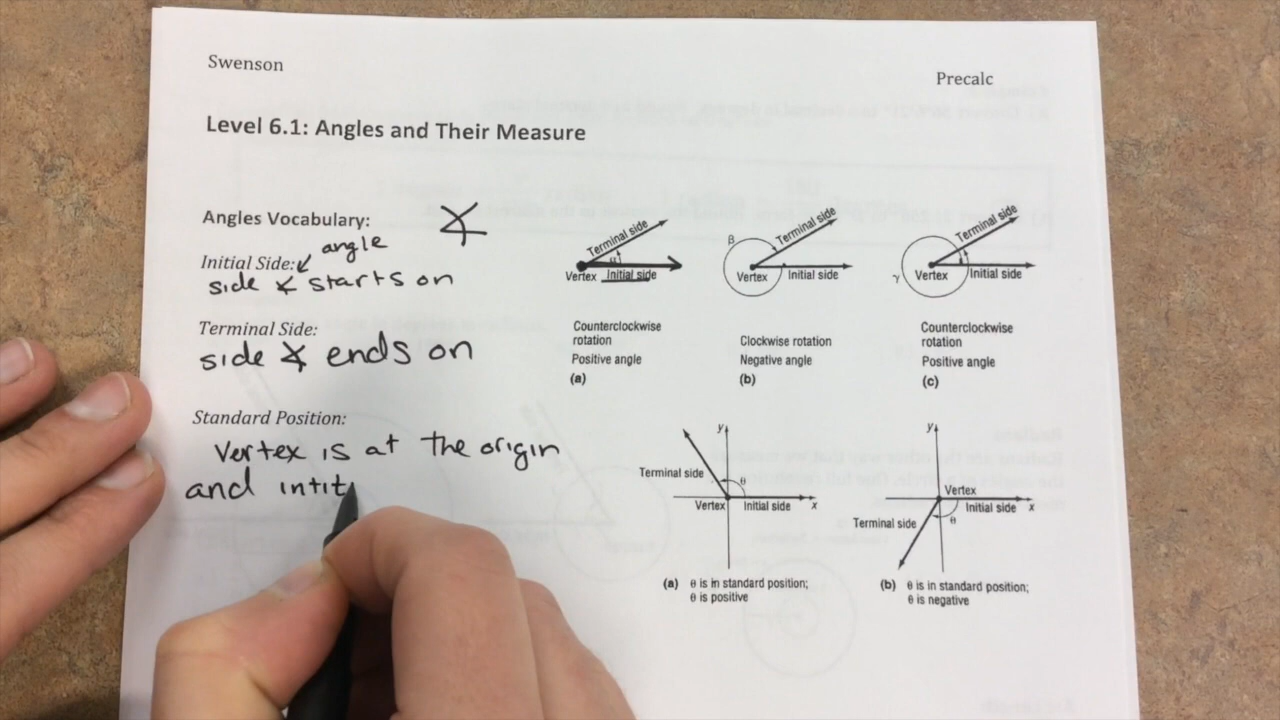 Swenson
Precalc
Level 6.1: Angles and Their Measure
Angles Vocabulary:
angle
Initial Side:
side ∡ starts on
Terminal Side:
side ∡ ends on
Standard Position:
Vertex is at the origin
and intit
Terminal side
α
Vertex Initial side
Counterclockwise
rotation
Positive angle
(a)
β
Terminal side
Vertex Initial side
Clockwise rotation
Negative angle
(b)
Terminal side
γ
Vertex Initial side
Counterclockwise
rotation
Positive angle
(c)
y
Terminal side
θ
Vertex Initial side x
(a) θ is in standard position;
θ is positive
y
Vertex
Initial side x
Terminal side
θ
(b) θ is in standard position;
θ is negative